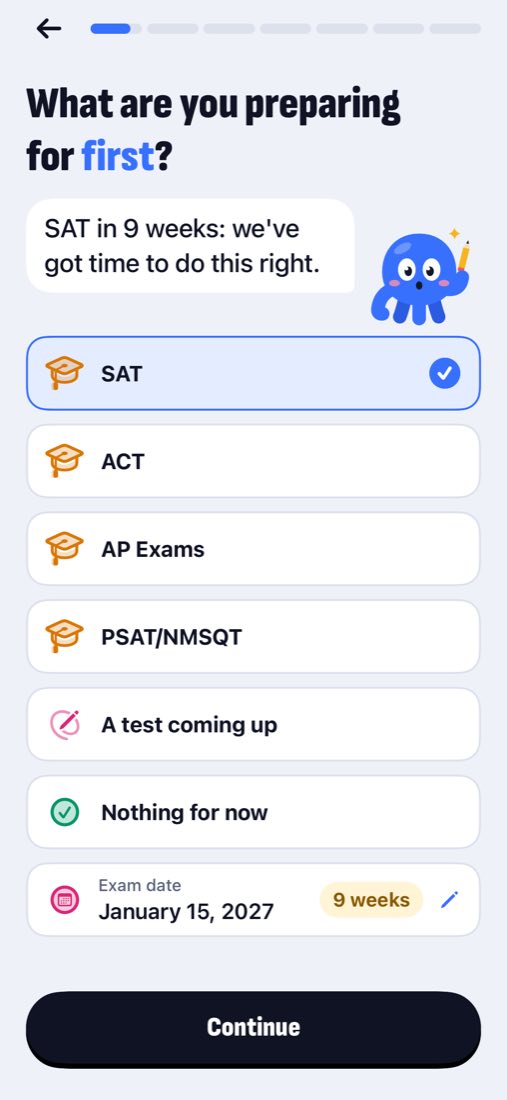 What are you preparing
for first?
SAT in 9 weeks: we've
got time to do this right.
SAT
ACT
AP Exams
PSAT/NMSQT
A test coming up
Nothing for now
Exam date
January 15, 2027
9 weeks
Continue